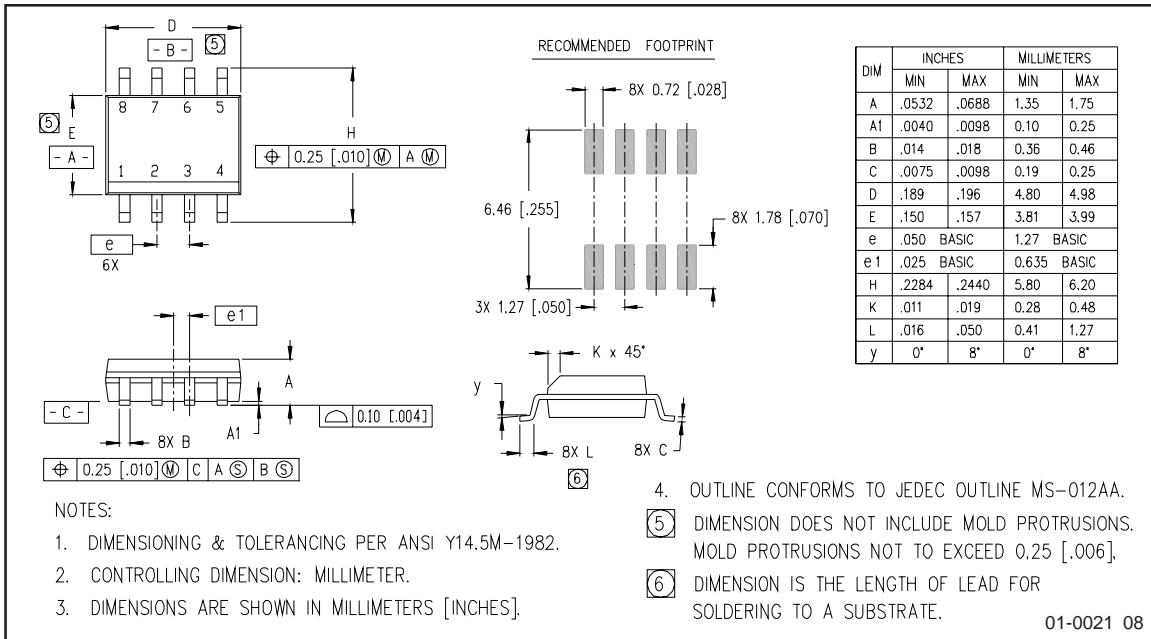 D
- B -
5
8 7 6 5
5
E
- A -
H
⌖ 0.25 [.010] Ⓜ A Ⓜ
1 2 3 4
e
6X
e1
A
- C -
A1
⌓ 0.10 [.004]
8X B
⌖ 0.25 [.010] Ⓜ C A Ⓢ B Ⓢ
RECOMMENDED FOOTPRINT
8X 0.72 [.028]
6.46 [.255]
8X 1.78 [.070]
3X 1.27 [.050]
K x 45°
y
8X L
6
8X C
DIM INCHES MILLIMETERS
MIN MAX MIN MAX
A .0532 .0688 1.35 1.75
A1 .0040 .0098 0.10 0.25
B .014 .018 0.36 0.46
C .0075 .0098 0.19 0.25
D .189 .196 4.80 4.98
E .150 .157 3.81 3.99
e .050 BASIC 1.27 BASIC
e1 .025 BASIC 0.635 BASIC
H .2284 .2440 5.80 6.20
K .011 .019 0.28 0.48
L .016 .050 0.41 1.27
y 0° 8° 0° 8°
NOTES:
1. DIMENSIONING & TOLERANCING PER ANSI Y14.5M-1982.
2. CONTROLLING DIMENSION: MILLIMETER.
3. DIMENSIONS ARE SHOWN IN MILLIMETERS [INCHES].
4. OUTLINE CONFORMS TO JEDEC OUTLINE MS-012AA.
5 DIMENSION DOES NOT INCLUDE MOLD PROTRUSIONS.
MOLD PROTRUSIONS NOT TO EXCEED 0.25 [.006].
6 DIMENSION IS THE LENGTH OF LEAD FOR
SOLDERING TO A SUBSTRATE.
01-0021 08